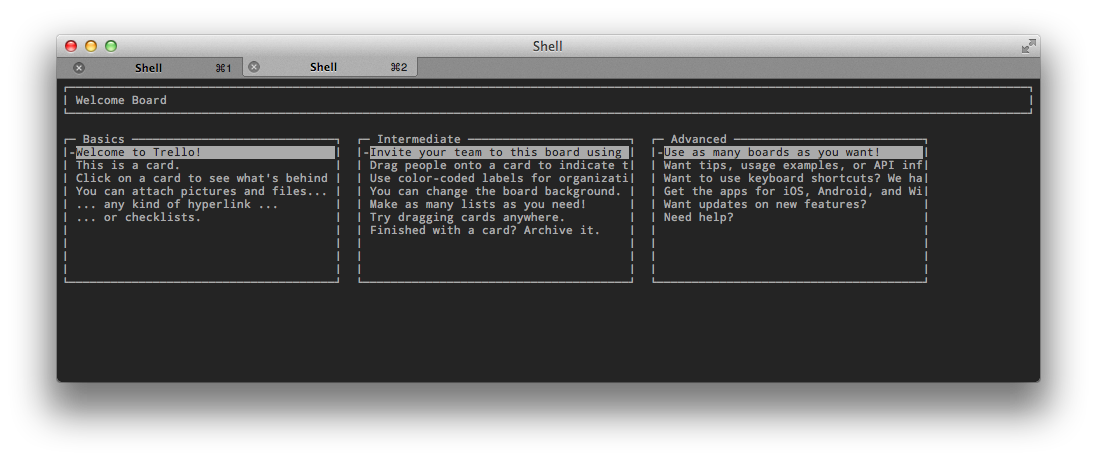 Shell
Shell ⌘1
Shell ⌘2
Welcome Board
Basics
-Welcome to Trello!
This is a card.
Click on a card to see what's behind
You can attach pictures and files...
... any kind of hyperlink ...
... or checklists.
Intermediate
-Invite your team to this board using
Drag people onto a card to indicate t
Use color-coded labels for organizati
You can change the board background.
Make as many lists as you need!
Try dragging cards anywhere.
Finished with a card? Archive it.
Advanced
-Use as many boards as you want!
Want tips, usage examples, or API inf
Want to use keyboard shortcuts? We ha
Get the apps for iOS, Android, and Wi
Want updates on new features?
Need help?